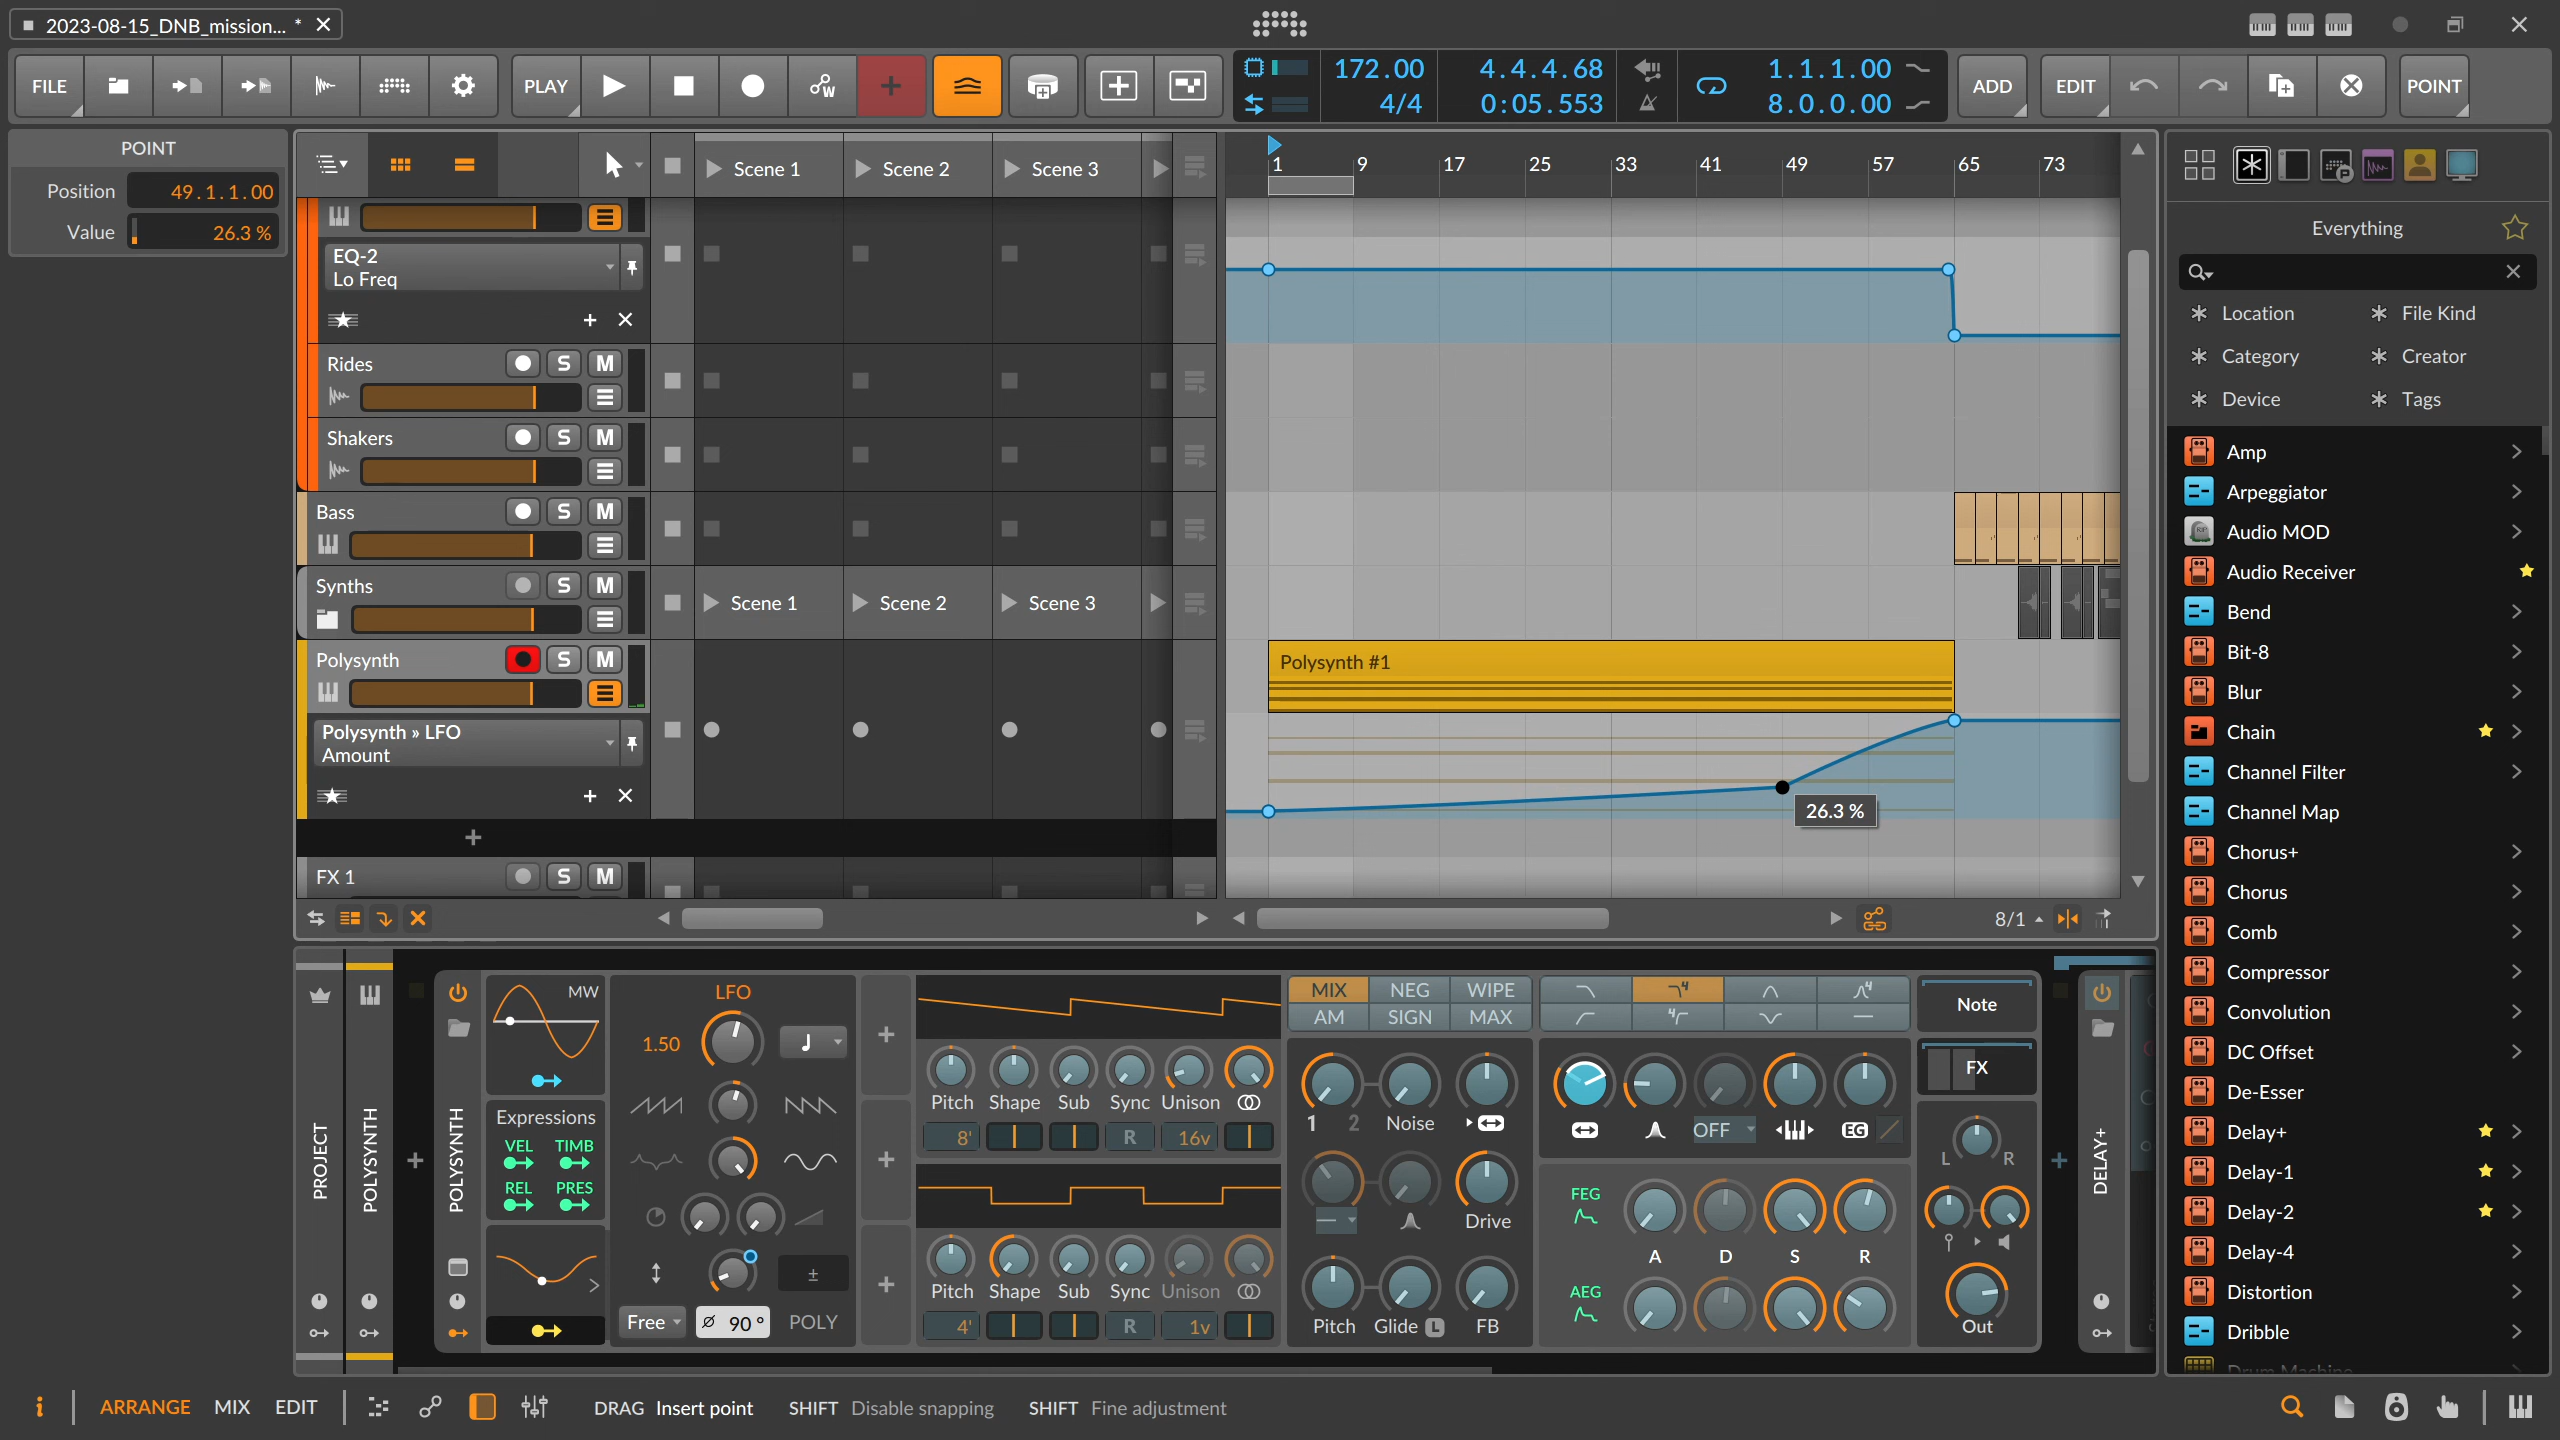 2023-08-15_DNB_mission... *
FILE
PLAY
W
172.00
4/4
4.4.4.68
0:05.553
1.1.1.00
8.0.0.00
ADD
EDIT
POINT
POINT
Position 49.1.1.00
Value 26.3 %
Scene 1 Scene 2 Scene 3
1 9 17 25 33 41 49 57 65 73
EQ-2
Lo Freq
Rides S M
Shakers S M
Bass S M
Synths S M
Scene 1 Scene 2 Scene 3
Polysynth S M
Polysynth #1
Polysynth » LFO
Amount
26.3 %
FX 1 S M
8/1
Everything
Location File Kind
Category Creator
Device Tags
Amp
Arpeggiator
Audio MOD
Audio Receiver
Bend
Bit-8
Blur
Chain
Channel Filter
Channel Map
Chorus+
Chorus
Comb
Compressor
Convolution
DC Offset
De-Esser
Delay+
Delay-1
Delay-2
Delay-4
Distortion
Dribble
Drum Machine
PROJECT
POLYSYNTH
POLYSYNTH
MW
Expressions
VEL TIMB
REL PRES
LFO
1.50
±
Free 90 ° POLY
Pitch Shape Sub Sync Unison
8' R 16v
Pitch Shape Sub Sync Unison
4' R 1v
MIX NEG WIPE
AM SIGN MAX
1 2 Noise
Drive
Pitch Glide L FB
4 4
4
OFF EG
FEG
A D S R
AEG
Note
FX
L R
Out
DELAY+
i ARRANGE MIX EDIT
DRAG Insert point SHIFT Disable snapping SHIFT Fine adjustment